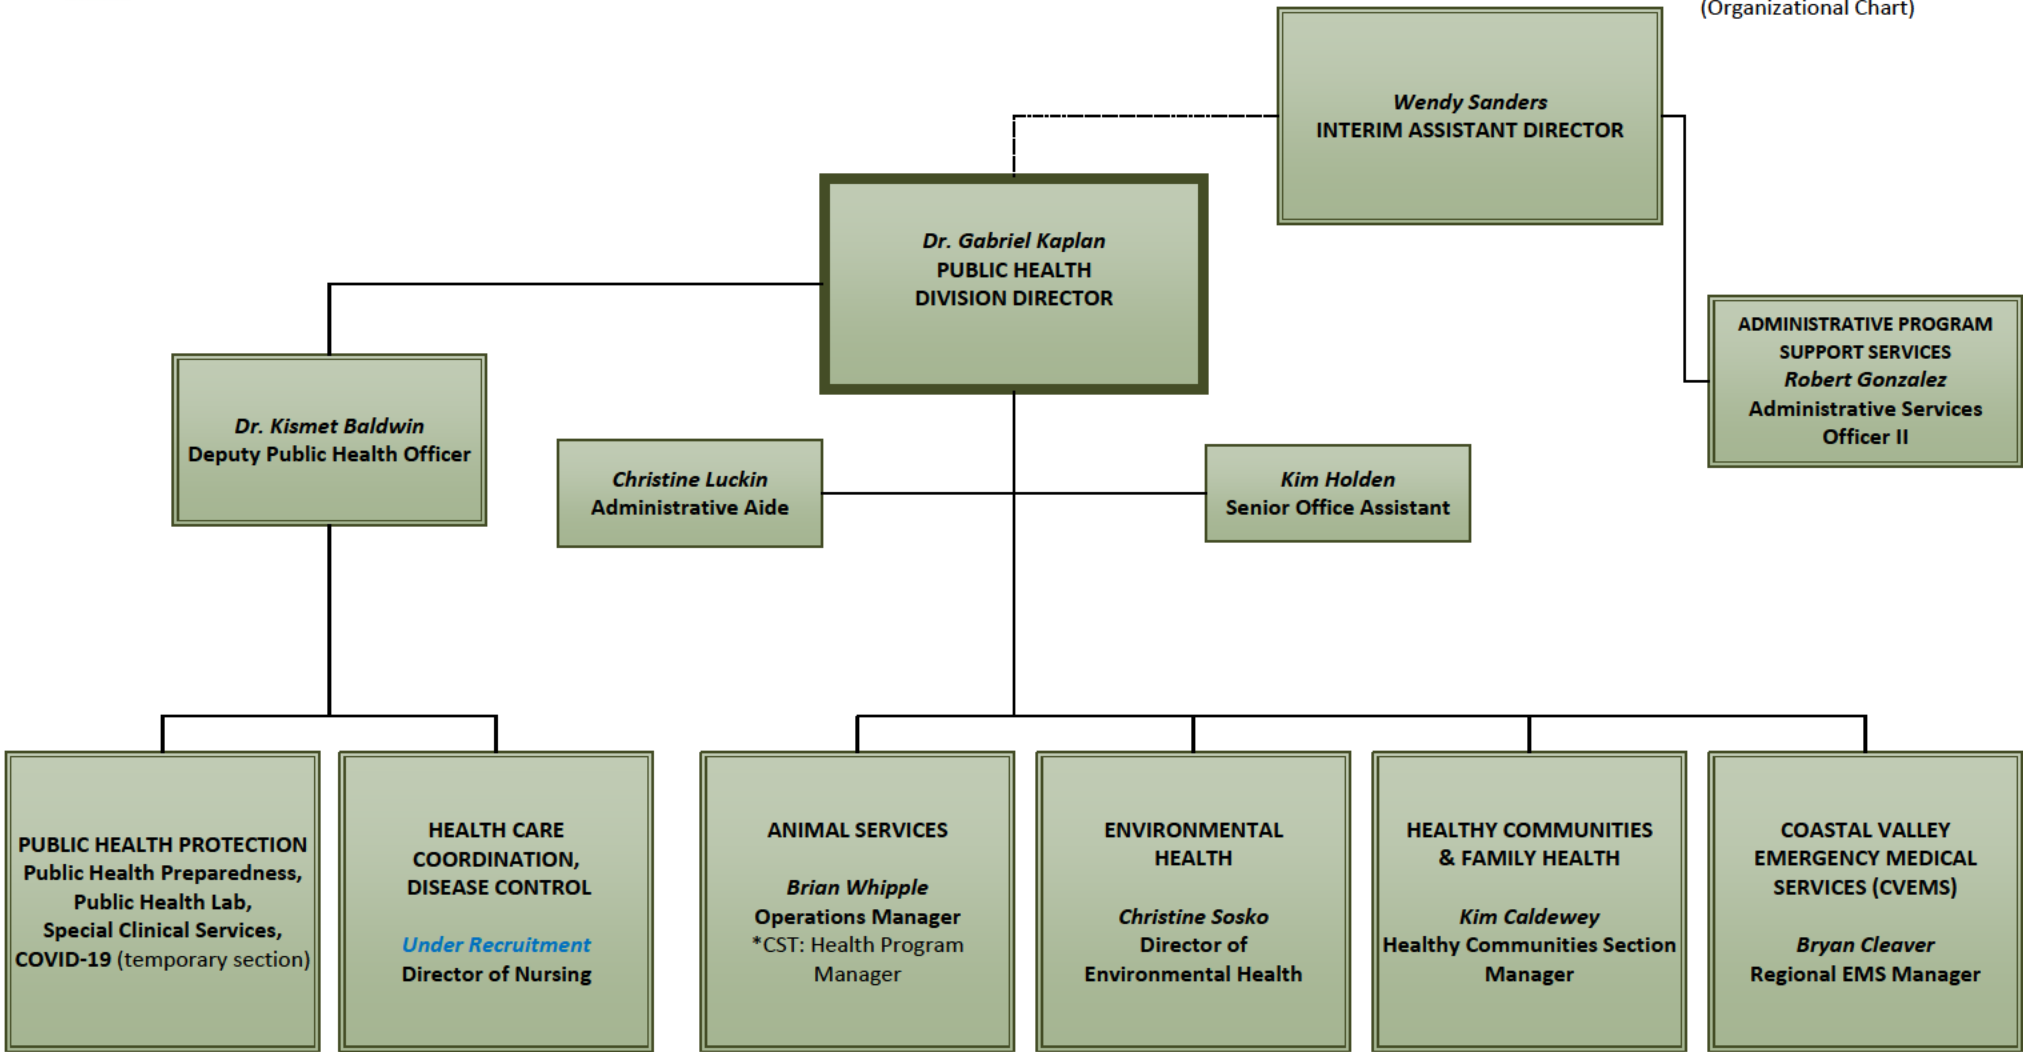 (Organizational Chart)
Wendy Sanders
INTERIM ASSISTANT DIRECTOR
Dr. Gabriel Kaplan
PUBLIC HEALTH
DIVISION DIRECTOR
ADMINISTRATIVE PROGRAM
SUPPORT SERVICES
Robert Gonzalez
Administrative Services
Officer II
Dr. Kismet Baldwin
Deputy Public Health Officer
Christine Luckin
Administrative Aide
Kim Holden
Senior Office Assistant
PUBLIC HEALTH PROTECTION
Public Health Preparedness,
Public Health Lab,
Special Clinical Services,
COVID-19 (temporary section)
HEALTH CARE
COORDINATION,
DISEASE CONTROL
Under Recruitment
Director of Nursing
ANIMAL SERVICES
Brian Whipple
Operations Manager
*CST: Health Program
Manager
ENVIRONMENTAL
HEALTH
Christine Sosko
Director of
Environmental Health
HEALTHY COMMUNITIES
& FAMILY HEALTH
Kim Caldewey
Healthy Communities Section
Manager
COASTAL VALLEY
EMERGENCY MEDICAL
SERVICES (CVEMS)
Bryan Cleaver
Regional EMS Manager